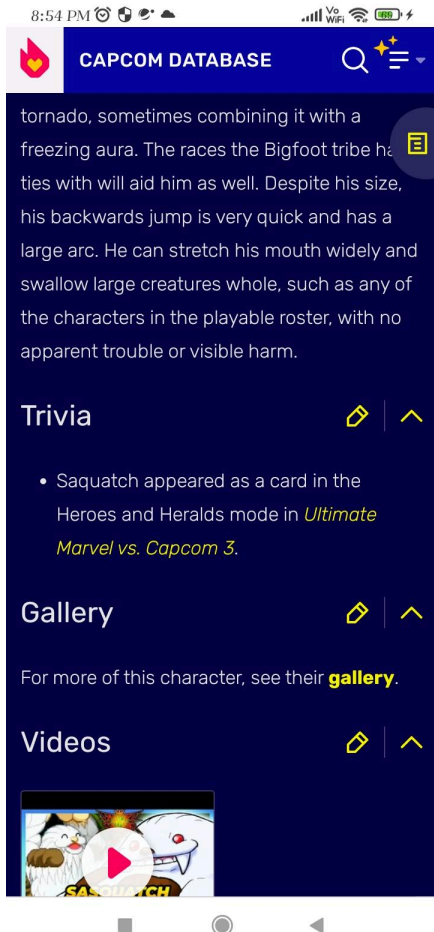 8:54 PM
Vo
WiFi
CAPCOM DATABASE
tornado, sometimes combining it with a
freezing aura. The races the Bigfoot tribe ha
ties with will aid him as well. Despite his size,
his backwards jump is very quick and has a
large arc. He can stretch his mouth widely and
swallow large creatures whole, such as any of
the characters in the playable roster, with no
apparent trouble or visible harm.
Trivia
• Saquatch appeared as a card in the
Heroes and Heralds mode in Ultimate
Marvel vs. Capcom 3.
Gallery
For more of this character, see their gallery.
Videos
SASQUATCH